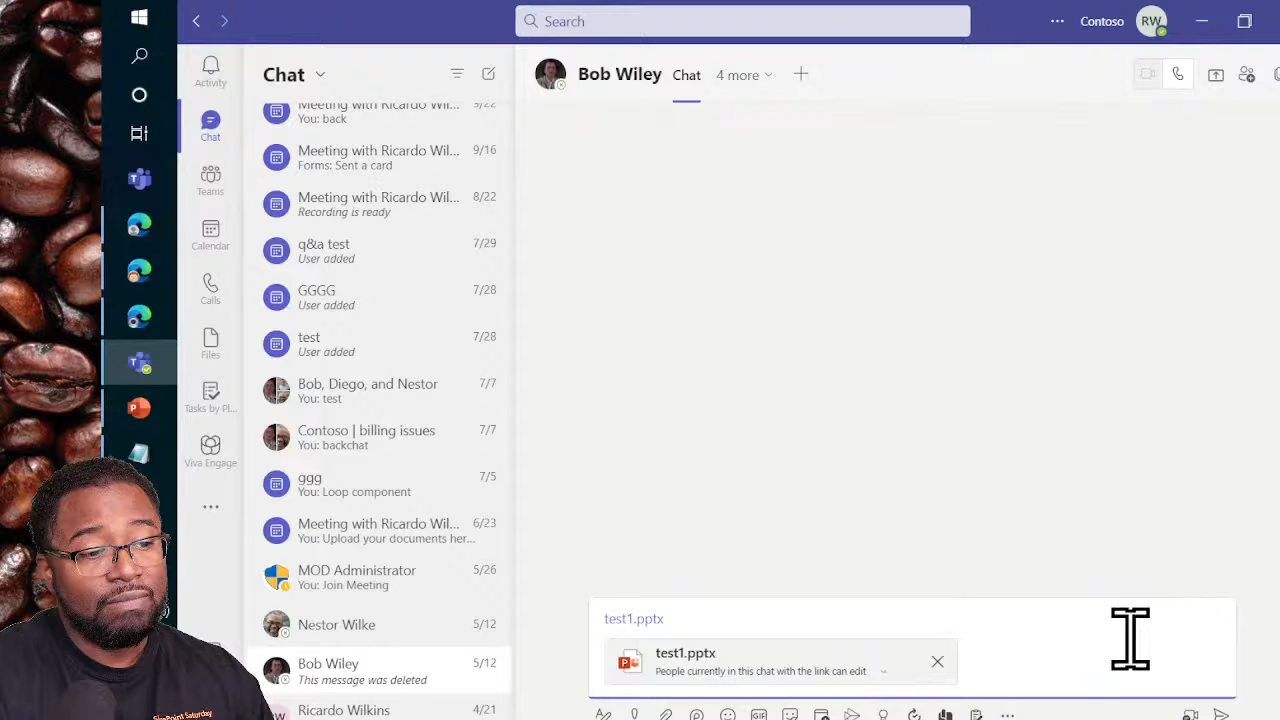 Search
Contoso
RW
Activity
Chat
Teams
Calendar
Calls
Files
Tasks by Pl...
Viva Engage
Chat
Meeting with Ricardo Wil... 9/22
You: back
Meeting with Ricardo Wil... 9/16
Forms: Sent a card
Meeting with Ricardo Wil... 8/22
Recording is ready
q&a test 7/29
User added
GGGG 7/28
User added
test 7/28
User added
Bob, Diego, and Nestor 7/7
You: test
Contoso | billing issues 7/7
You: backchat
ggg 7/5
You: Loop component
Meeting with Ricardo Wil... 6/23
You: Upload your documents her...
MOD Administrator 5/26
You: Join Meeting
Nestor Wilke 5/12
Bob Wiley 5/12
This message was deleted
Ricardo Wilkins 4/21
Bob Wiley Chat 4 more
test1.pptx
test1.pptx
People currently in this chat with the link can edit
GIF